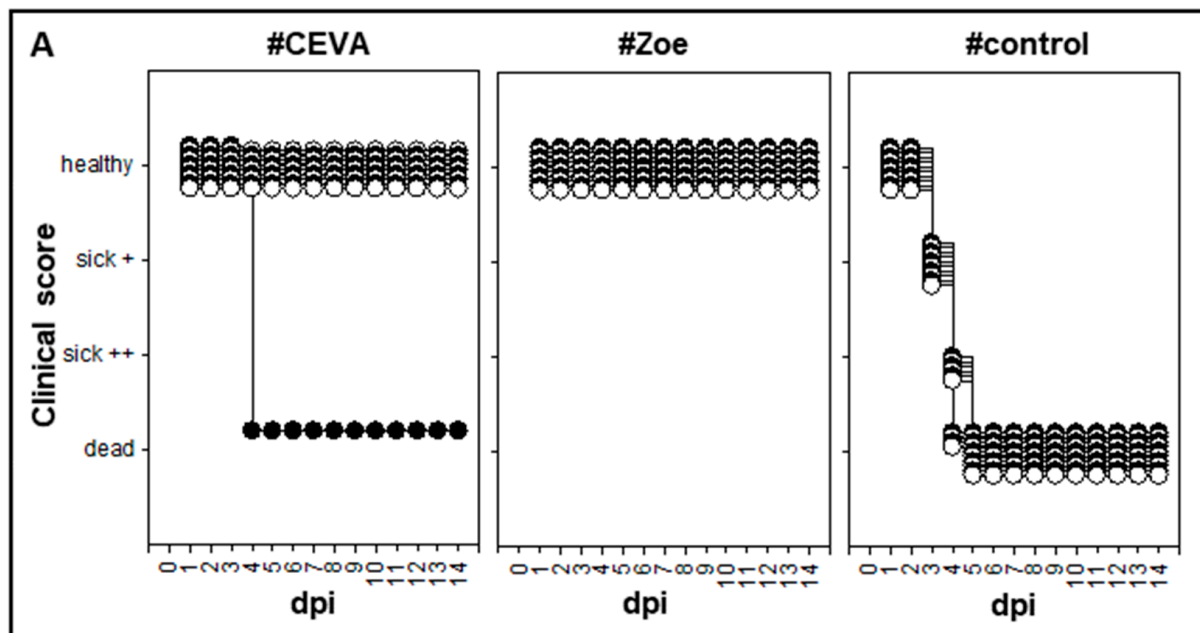 A
#CEVA #Zoe #control
Clinical score
healthy
sick +
sick ++
dead
0 1 2 3 4 5 6 7 8 9 10 11 12 13 14
0 1 2 3 4 5 6 7 8 9 10 11 12 13 14
0 1 2 3 4 5 6 7 8 9 10 11 12 13 14
dpi dpi dpi